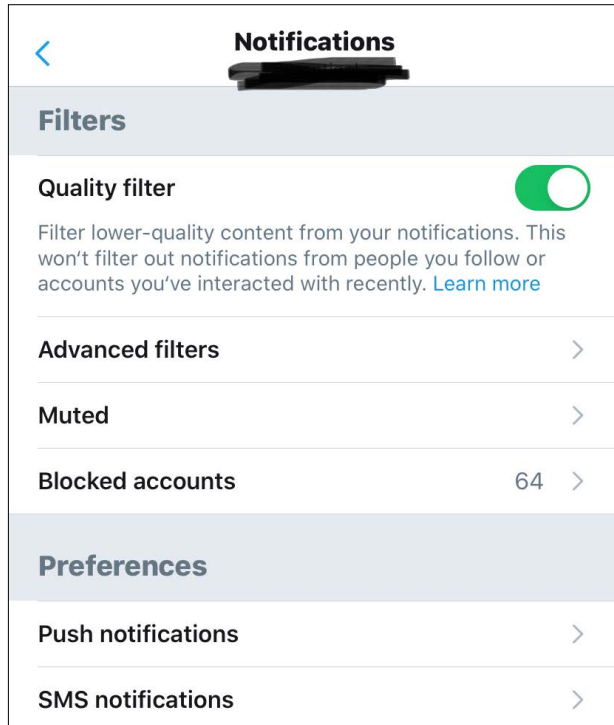 Notifications
Filters
Quality filter
Filter lower-quality content from your notifications. This
won't filter out notifications from people you follow or
accounts you've interacted with recently. Learn more
Advanced filters
Muted
Blocked accounts 64
Preferences
Push notifications
SMS notifications